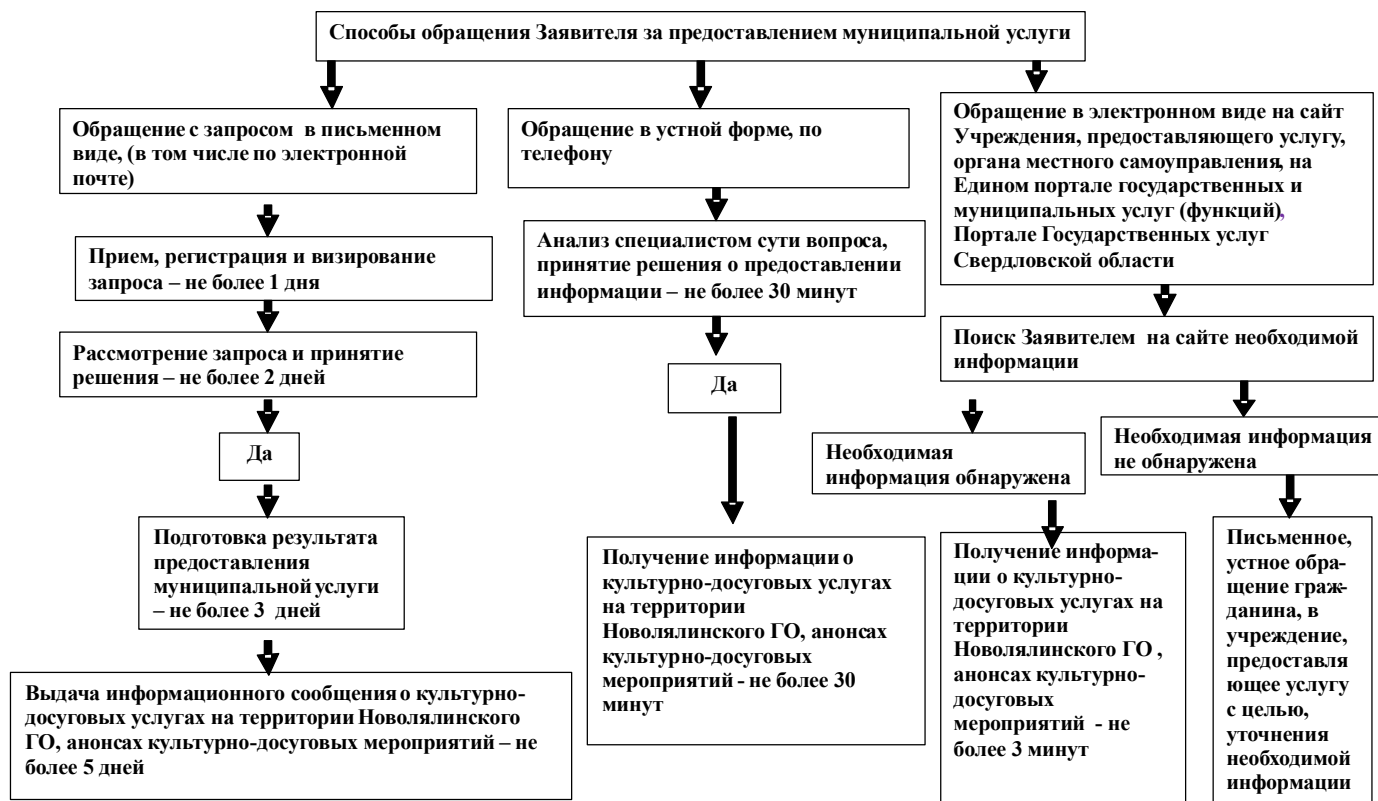 Способы обращения Заявителя за предоставлением муниципальной услуги
Обращение с запросом в письменном
виде, (в том числе по электронной
почте)
Прием, регистрация и визирование
запроса – не более 1 дня
Рассмотрение запроса и принятие
решения – не более 2 дней
Да
Подготовка результата
предоставления
муниципальной услуги
– не более 3 дней
Выдача информационного сообщения о культурно-
досуговых услугах на территории Новолялинского
ГО, анонсах культурно-досуговых мероприятий – не
более 5 дней
Обращение в устной форме, по
телефону
Анализ специалистом сути вопроса,
принятие решения о предоставлении
информации – не более 30 минут
Да
Получение информации о
культурно-досуговых услугах
на территории
Новолялинского ГО, анонсах
культурно-досуговых
мероприятий - не более 30
минут
Обращение в электронном виде на сайт
Учреждения, предоставляющего услугу,
органа местного самоуправления, на
Едином портале государственных и
муниципальных услуг (функций),
Портале Государственных услуг
Свердловской области
Поиск Заявителем на сайте необходимой
информации
Необходимая
информация обнаружена
Получение информа-
ции о культурно-
досуговых услугах на
территории
Новолялинского ГО ,
анонсах культурно-
досуговых
мероприятий - не
более 3 минут
Необходимая информация
не обнаружена
Письменное,
устное обра-
щение граж-
данина, в
учреждение,
предоставля
ющее услугу
с целью,
уточнения
необходимой
информации